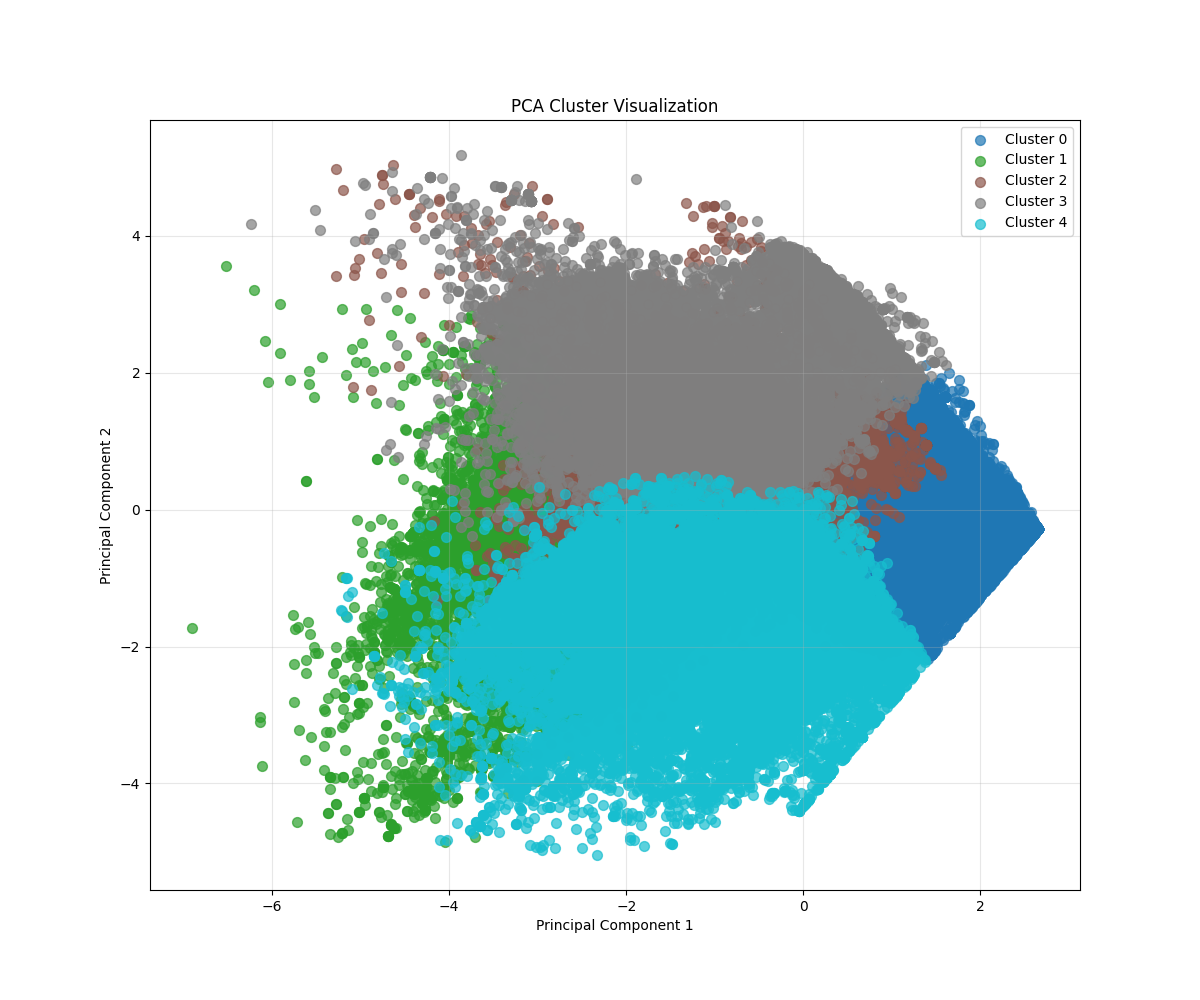 PCA Cluster Visualization
Cluster 0
Cluster 1
Cluster 2
Cluster 3
Cluster 4
4
2
0
−2
−4
Principal Component 2
−6
−4
−2
0
2
Principal Component 1